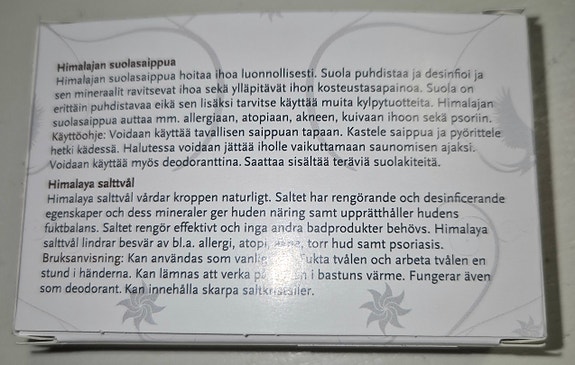 Himalajan suolasaippua
Himalajan suolasaippua hoitaa ihoa luonnollisesti. Suola puhdistaa ja desinfioi ja
sen mineraalit ravitsevat ihoa sekä ylläpitävät ihon kosteustasapainoa. Suola on
erittäin puhdistavaa eikä sen lisäksi tarvitse käyttää muita kylpytuotteita. Himalajan
suolasaippua auttaa mm. allergiaan, atopiaan, akneen, kuivaan ihoon sekä psoriin.
Käyttöohje: Voidaan käyttää tavallisen saippuan tapaan. Kastele saippua ja pyörittele
hetki kädessä. Halutessa voidaan jättää iholle vaikuttamaan saunomisen ajaksi.
Voidaan käyttää myös deodoranttina. Saattaa sisältää teräviä suolakiteitä.
Himalaya salttvål
Himalaya salttvål vårdar kroppen naturligt. Saltet har rengörande och desinficerande
egenskaper och dess mineraler ger huden näring samt upprätthåller hudens
fuktbalans. Saltet rengör effektivt och inga andra badprodukter behövs. Himalaya
salttvål lindrar besvär av bl.a. allergi, atopi, torr hud samt psoriasis.
Bruksanvisning: Kan användas som Fukta tvålen och arbeta tvålen en
stund i händerna. Kan lämnas att verka i bastuns värme. Fungerar även
som deodorant. Kan innehålla skarpa saltkristaller.